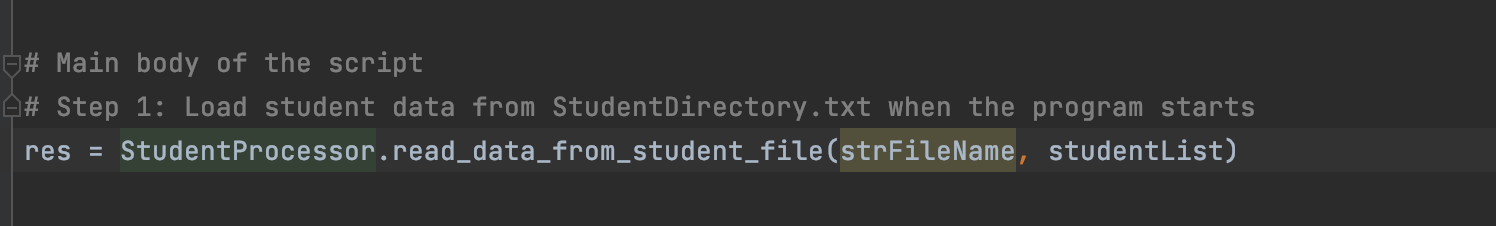 # Main body of the script
# Step 1: Load student data from StudentDirectory.txt when the program starts
res = StudentProcessor.read_data_from_student_file(strFileName, studentList)